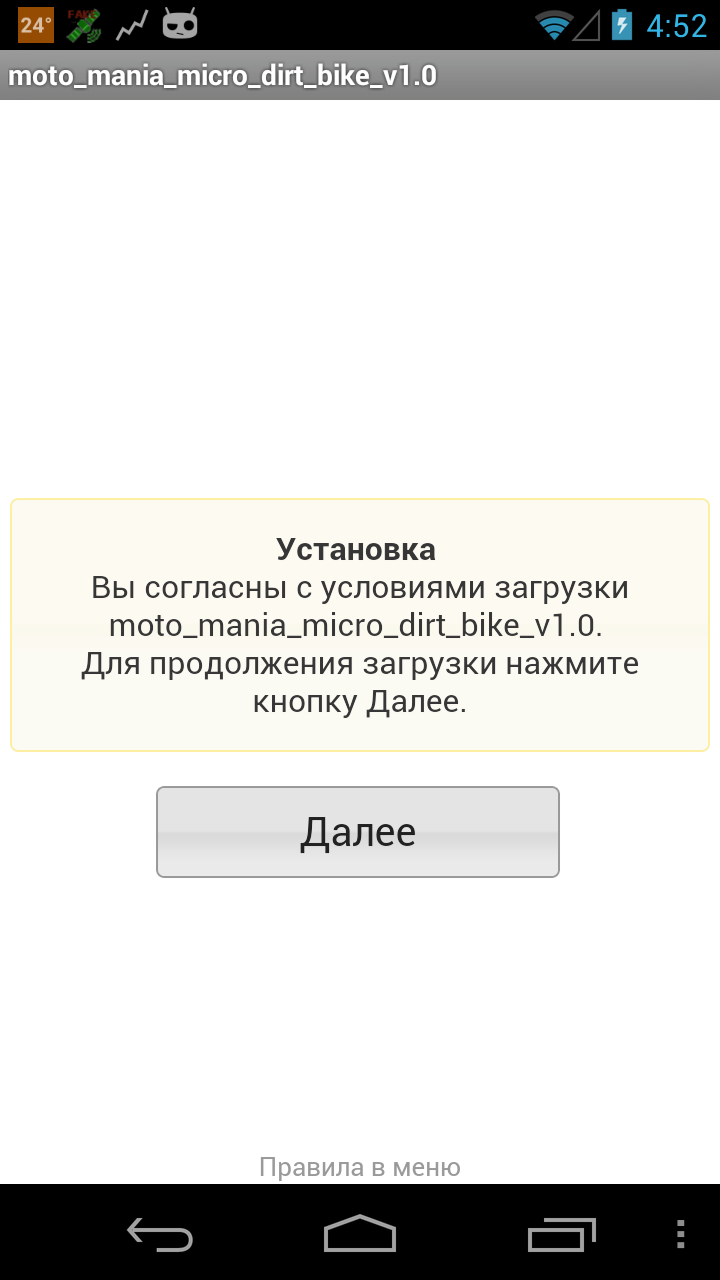 24°
FAKE
4:52
moto_mania_micro_dirt_bike_v1.0
Установка
Вы согласны с условиями загрузки
moto_mania_micro_dirt_bike_v1.0.
Для продолжения загрузки нажмите
кнопку Далее.
Далее
Правила в меню